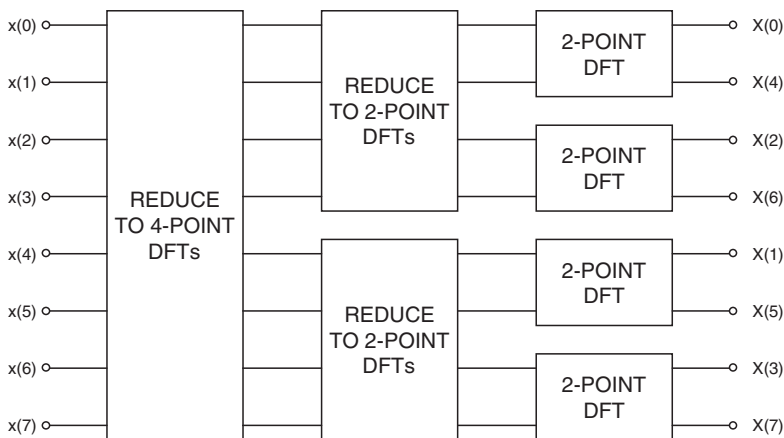 x(0)
x(1)
x(2)
x(3)
x(4)
x(5)
x(6)
x(7)
REDUCE
TO 4-POINT
DFTs
REDUCE
TO 2-POINT
DFTs
REDUCE
TO 2-POINT
DFTs
2-POINT
DFT
2-POINT
DFT
2-POINT
DFT
2-POINT
DFT
X(0)
X(4)
X(2)
X(6)
X(1)
X(5)
X(3)
X(7)